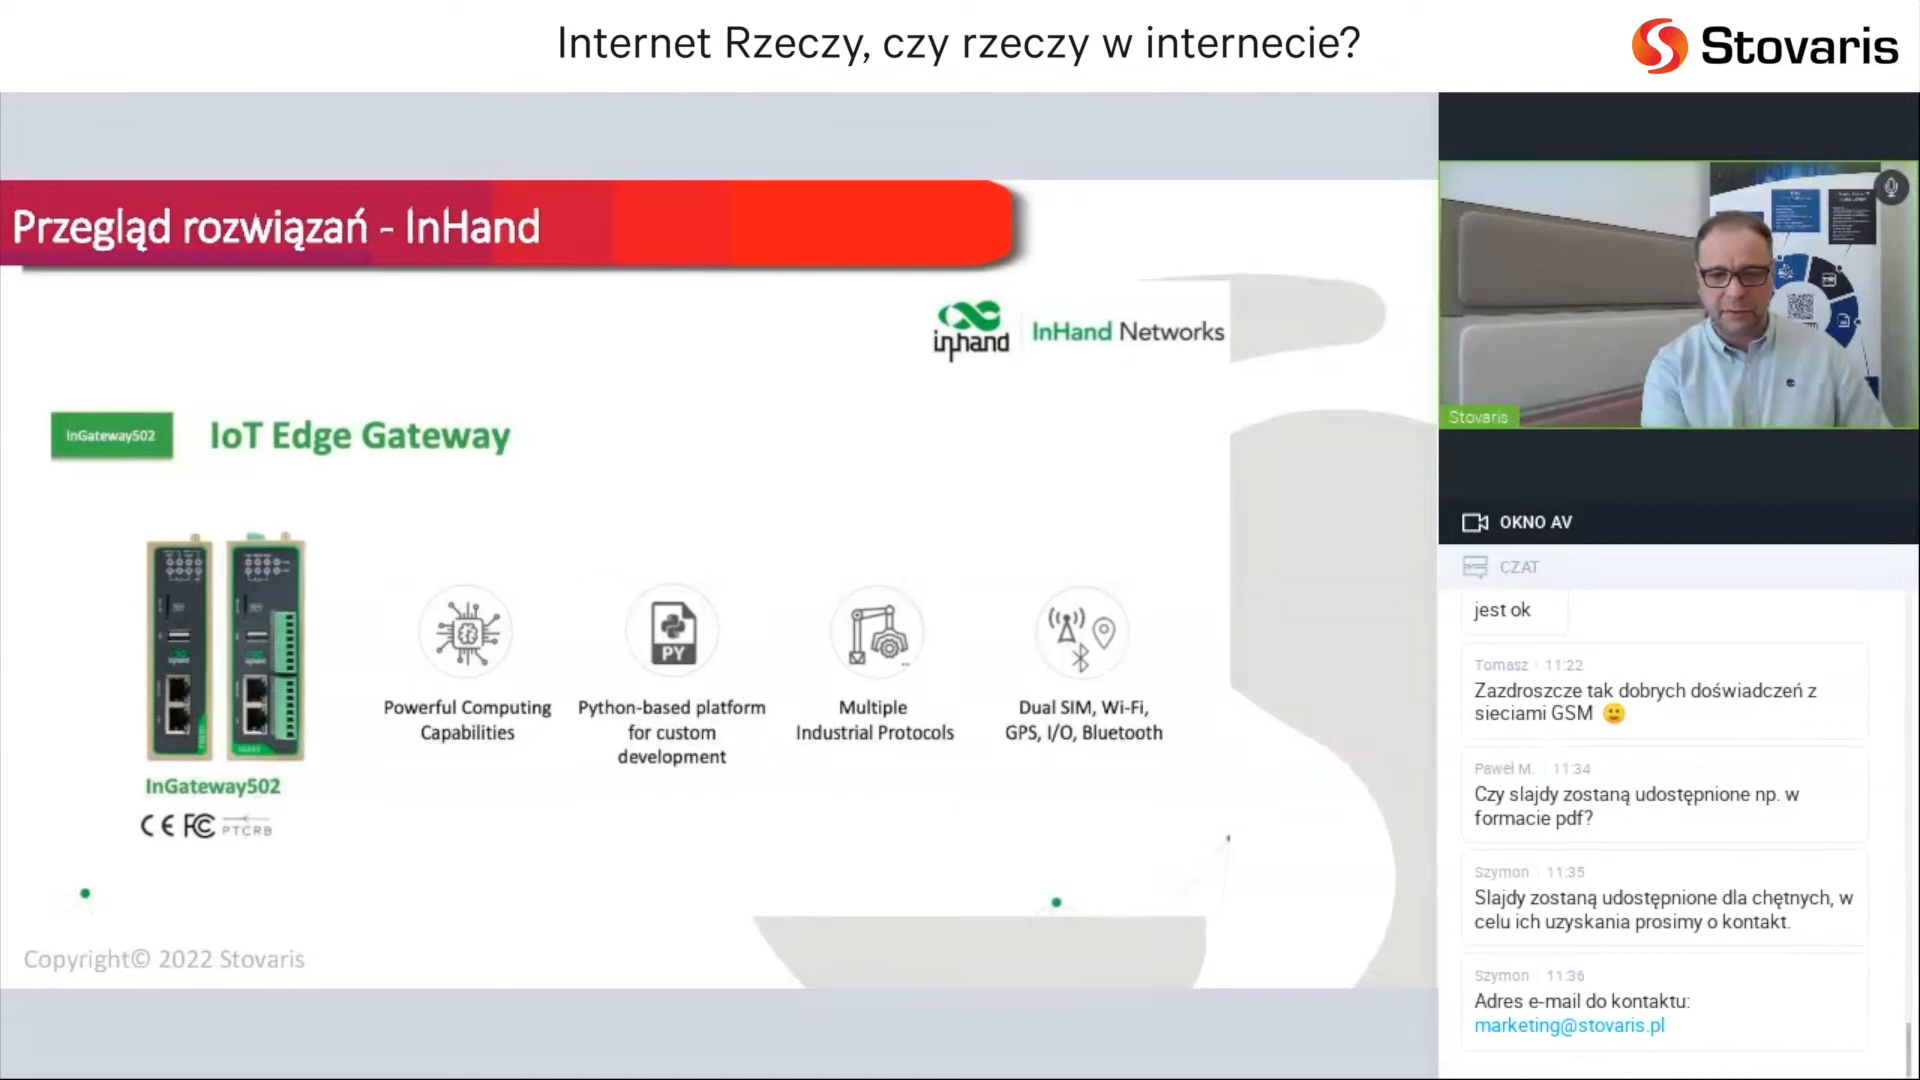 Internet Rzeczy, czy rzeczy w internecie?
Stovaris
Przegląd rozwiązań - InHand
inhand
InHand Networks
InGateway502
IoT Edge Gateway
PY
Powerful Computing
Capabilities
Python-based platform
for custom
development
Multiple
Industrial Protocols
Dual SIM, Wi-Fi,
GPS, I/O, Bluetooth
InGateway502
CE FC PTCRB
Copyright© 2022 Stovaris
Stovaris
OKNO AV
CZAT
jest ok
Tomasz 11:22
Zazdroszcze tak dobrych doświadczeń z
sieciami GSM 🙂
Paweł M. 11:34
Czy slajdy zostaną udostępnione np. w
formacie pdf?
Szymon 11:35
Slajdy zostaną udostępnione dla chętnych, w
celu ich uzyskania prosimy o kontakt.
Szymon 11:36
Adres e-mail do kontaktu:
marketing@stovaris.pl